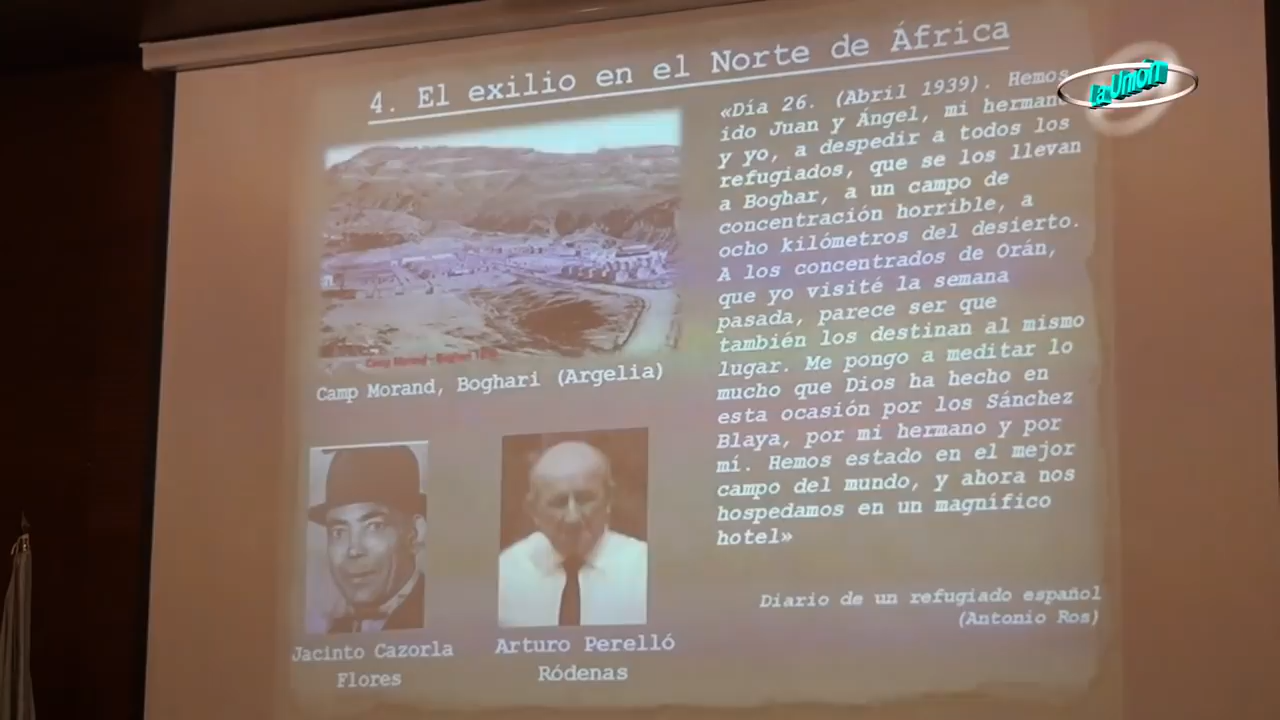 4. El exilio en el Norte de África
la Unión
«Día 26. (Abril 1939). Hemos
ido Juan y Ángel, mi hermano
y yo, a despedir a todos los
refugiados, que se los llevan
a Boghar, a un campo de
concentración horrible, a
ocho kilómetros del desierto.
A los concentrados de Orán,
que yo visité la semana
pasada, parece ser que
también los destinan al mismo
lugar. Me pongo a meditar lo
mucho que Dios ha hecho en
esta ocasión por los Sánchez
Blaya, por mi hermano y por
mí. Hemos estado en el mejor
campo del mundo, y ahora nos
hospedamos en un magnífico
hotel»
Diario de un refugiado español
(Antonio Ros)
Camp Morand - Boghari
Camp Morand, Boghari (Argelia)
Jacinto Cazorla
Flores
Arturo Perelló
Ródenas